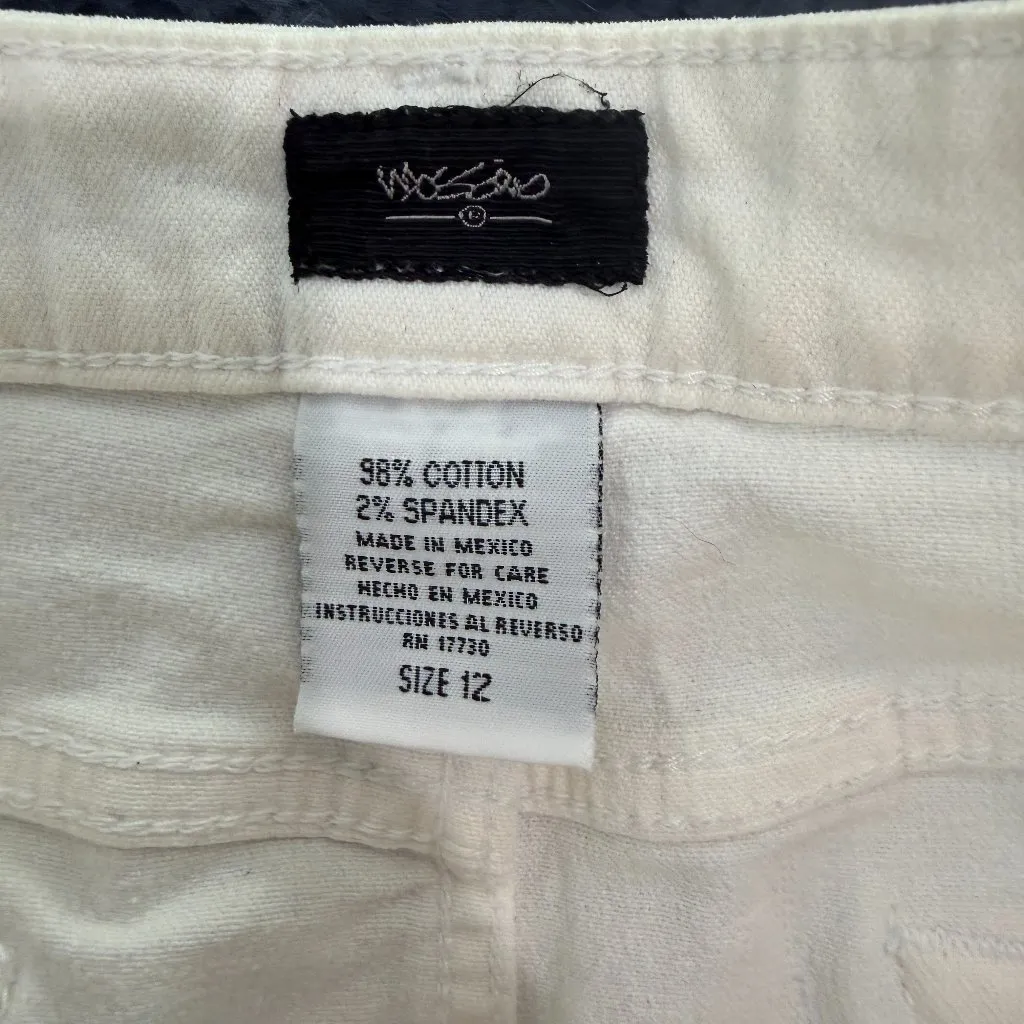 Mossimo
98% COTTON
2% SPANDEX
MADE IN MEXICO
REVERSE FOR CARE
HECHO EN MEXICO
INSTRUCCIONES AL REVERSO
RN 17730
SIZE 12